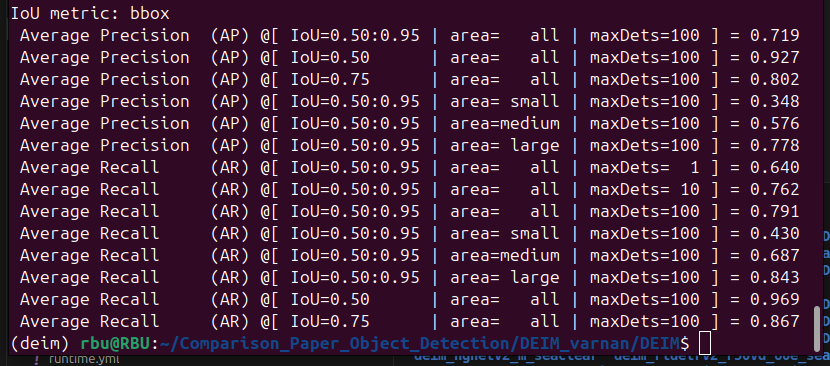 IoU metric: bbox
Average Precision  (AP) @[ IoU=0.50:0.95 | area=   all | maxDets=100 ] = 0.719
Average Precision  (AP) @[ IoU=0.50      | area=   all | maxDets=100 ] = 0.927
Average Precision  (AP) @[ IoU=0.75      | area=   all | maxDets=100 ] = 0.802
Average Precision  (AP) @[ IoU=0.50:0.95 | area= small | maxDets=100 ] = 0.348
Average Precision  (AP) @[ IoU=0.50:0.95 | area=medium | maxDets=100 ] = 0.576
Average Precision  (AP) @[ IoU=0.50:0.95 | area= large | maxDets=100 ] = 0.778
Average Recall     (AR) @[ IoU=0.50:0.95 | area=   all | maxDets=  1 ] = 0.640
Average Recall     (AR) @[ IoU=0.50:0.95 | area=   all | maxDets= 10 ] = 0.762
Average Recall     (AR) @[ IoU=0.50:0.95 | area=   all | maxDets=100 ] = 0.791
Average Recall     (AR) @[ IoU=0.50:0.95 | area= small | maxDets=100 ] = 0.430
Average Recall     (AR) @[ IoU=0.50:0.95 | area=medium | maxDets=100 ] = 0.687
Average Recall     (AR) @[ IoU=0.50:0.95 | area= large | maxDets=100 ] = 0.843
Average Recall     (AR) @[ IoU=0.50      | area=   all | maxDets=100 ] = 0.969
Average Recall     (AR) @[ IoU=0.75      | area=   all | maxDets=100 ] = 0.867
(deim) rbu@RBU:~/Comparison_Paper_Object_Detection/DEIM_varnan/DEIM$
! runtime.yml